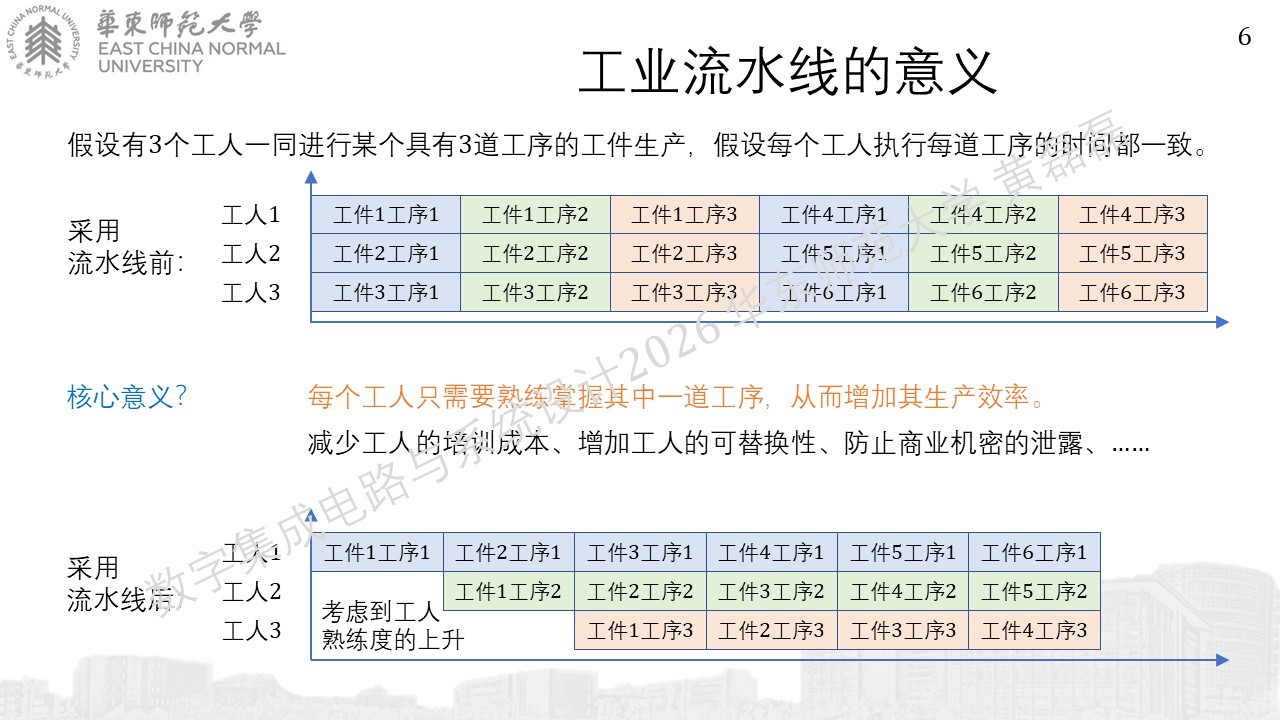 華東師範大學
EAST CHINA NORMAL
UNIVERSITY
EAST CHINA NORMAL UNIVERSITY
華東師範大學
6
工业流水线的意义
假设有3个工人一同进行某个具有3道工序的工件生产，假设每个工人执行每道工序的时间都一致。
采用
流水线前：
工人1 工件1工序1 工件1工序2 工件1工序3 工件4工序1 工件4工序2 工件4工序3
工人2 工件2工序1 工件2工序2 工件2工序3 工件5工序1 工件5工序2 工件5工序3
工人3 工件3工序1 工件3工序2 工件3工序3 工件6工序1 工件6工序2 工件6工序3
核心意义？
每个工人只需要熟练掌握其中一道工序，从而增加其生产效率。
减少工人的培训成本、增加工人的可替换性、防止商业机密的泄露、……
采用
流水线后：
工人1 工件1工序1 工件2工序1 工件3工序1 工件4工序1 工件5工序1 工件6工序1
工人2 工件1工序2 工件2工序2 工件3工序2 工件4工序2 工件5工序2
工人3 工件1工序3 工件2工序3 工件3工序3 工件4工序3
考虑到工人
熟练度的上升
数字集成电路与系统设计2026 华东师范大学 黄磊磊